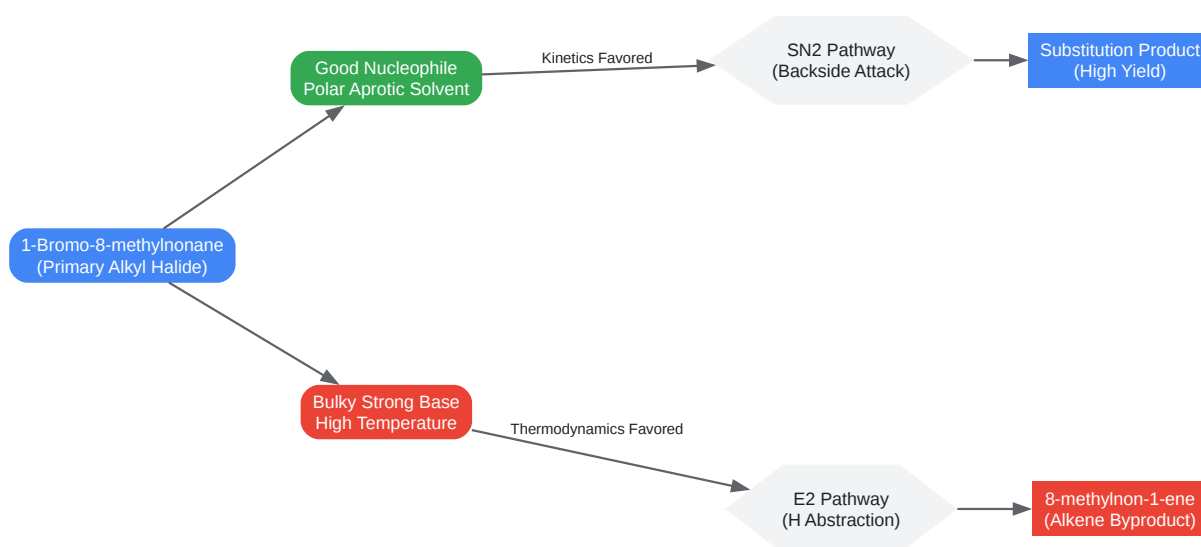 Good Nucleophile
Polar Aprotic Solvent
Kinetics Favored
SN2 Pathway
(Backside Attack)
Substitution Product
(High Yield)
1-Bromo-8-methylnonane
(Primary Alkyl Halide)
Bulky Strong Base
High Temperature
Thermodynamics Favored
E2 Pathway
(H Abstraction)
8-methylnon-1-ene
(Alkene Byproduct)